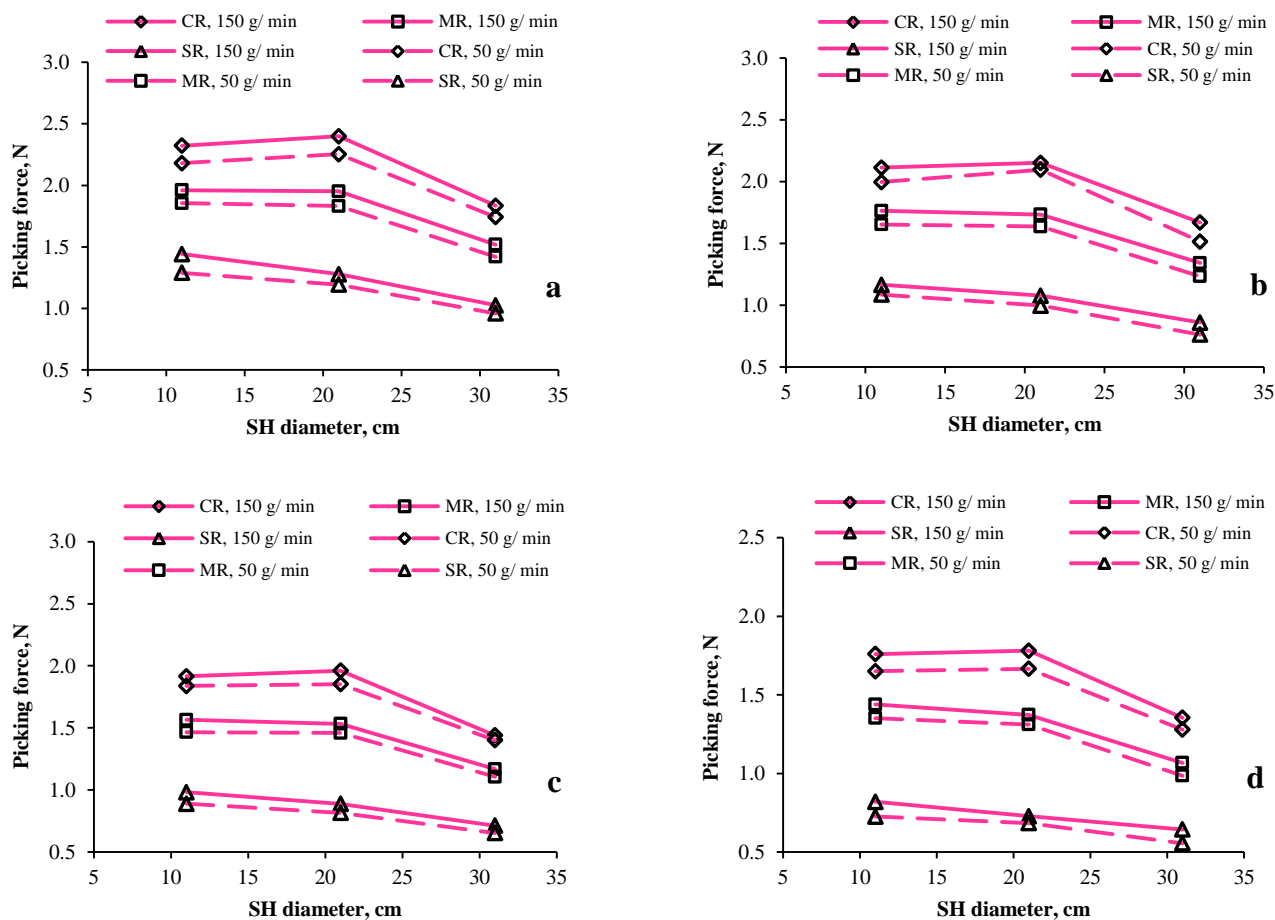 CR, 150 g/ min MR, 150 g/ min
SR, 150 g/ min CR, 50 g/ min
MR, 50 g/ min SR, 50 g/ min
3.0
2.5
2.0
1.5
1.0
0.5
Picking force, N
a
5 10 15 20 25 30 35
SH diameter, cm
CR, 150 g/ min MR, 150 g/ min
SR, 150 g/ min CR, 50 g/ min
MR, 50 g/ min SR, 50 g/ min
3.0
2.5
2.0
1.5
1.0
0.5
Picking force, N
b
5 10 15 20 25 30 35
SH diameter, cm
CR, 150 g/ min MR, 150 g/ min
SR, 150 g/ min CR, 50 g/ min
MR, 50 g/ min SR, 50 g/ min
3.0
2.5
2.0
1.5
1.0
0.5
Picking force, N
c
5 10 15 20 25 30 35
SH diameter, cm
CR, 150 g/ min MR, 150 g/ min
SR, 150 g/ min CR, 50 g/ min
MR, 50 g/ min SR, 50 g/ min
2.5
2.0
1.5
1.0
0.5
Picking force, N
d
5 10 15 20 25 30 35
SH diameter, cm